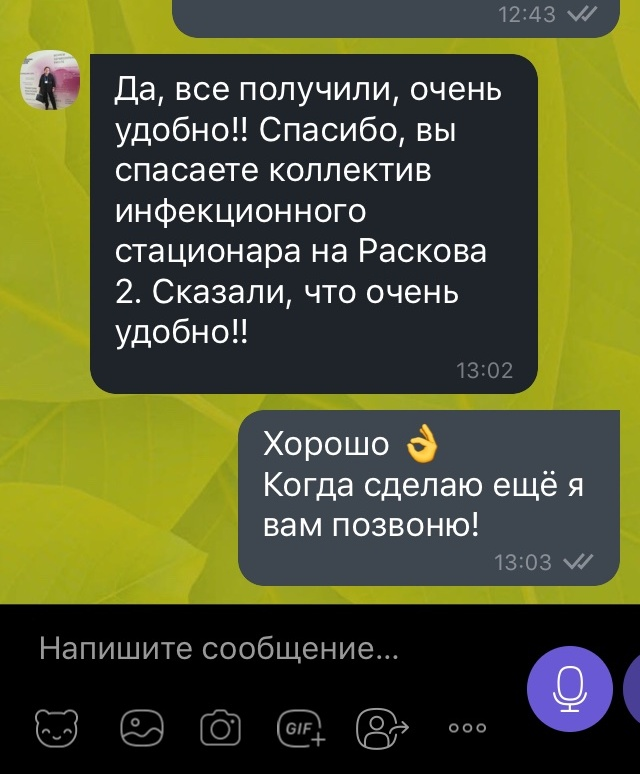 12:43
Да, все получили, очень
удобно!! Спасибо, вы
спасаете коллектив
инфекционного
стационара на Раскова
2. Сказали, что очень
удобно!!
13:02
Хорошо 👌
Когда сделаю ещё я
вам позвоню!
13:03
Напишите сообщение...
GIF